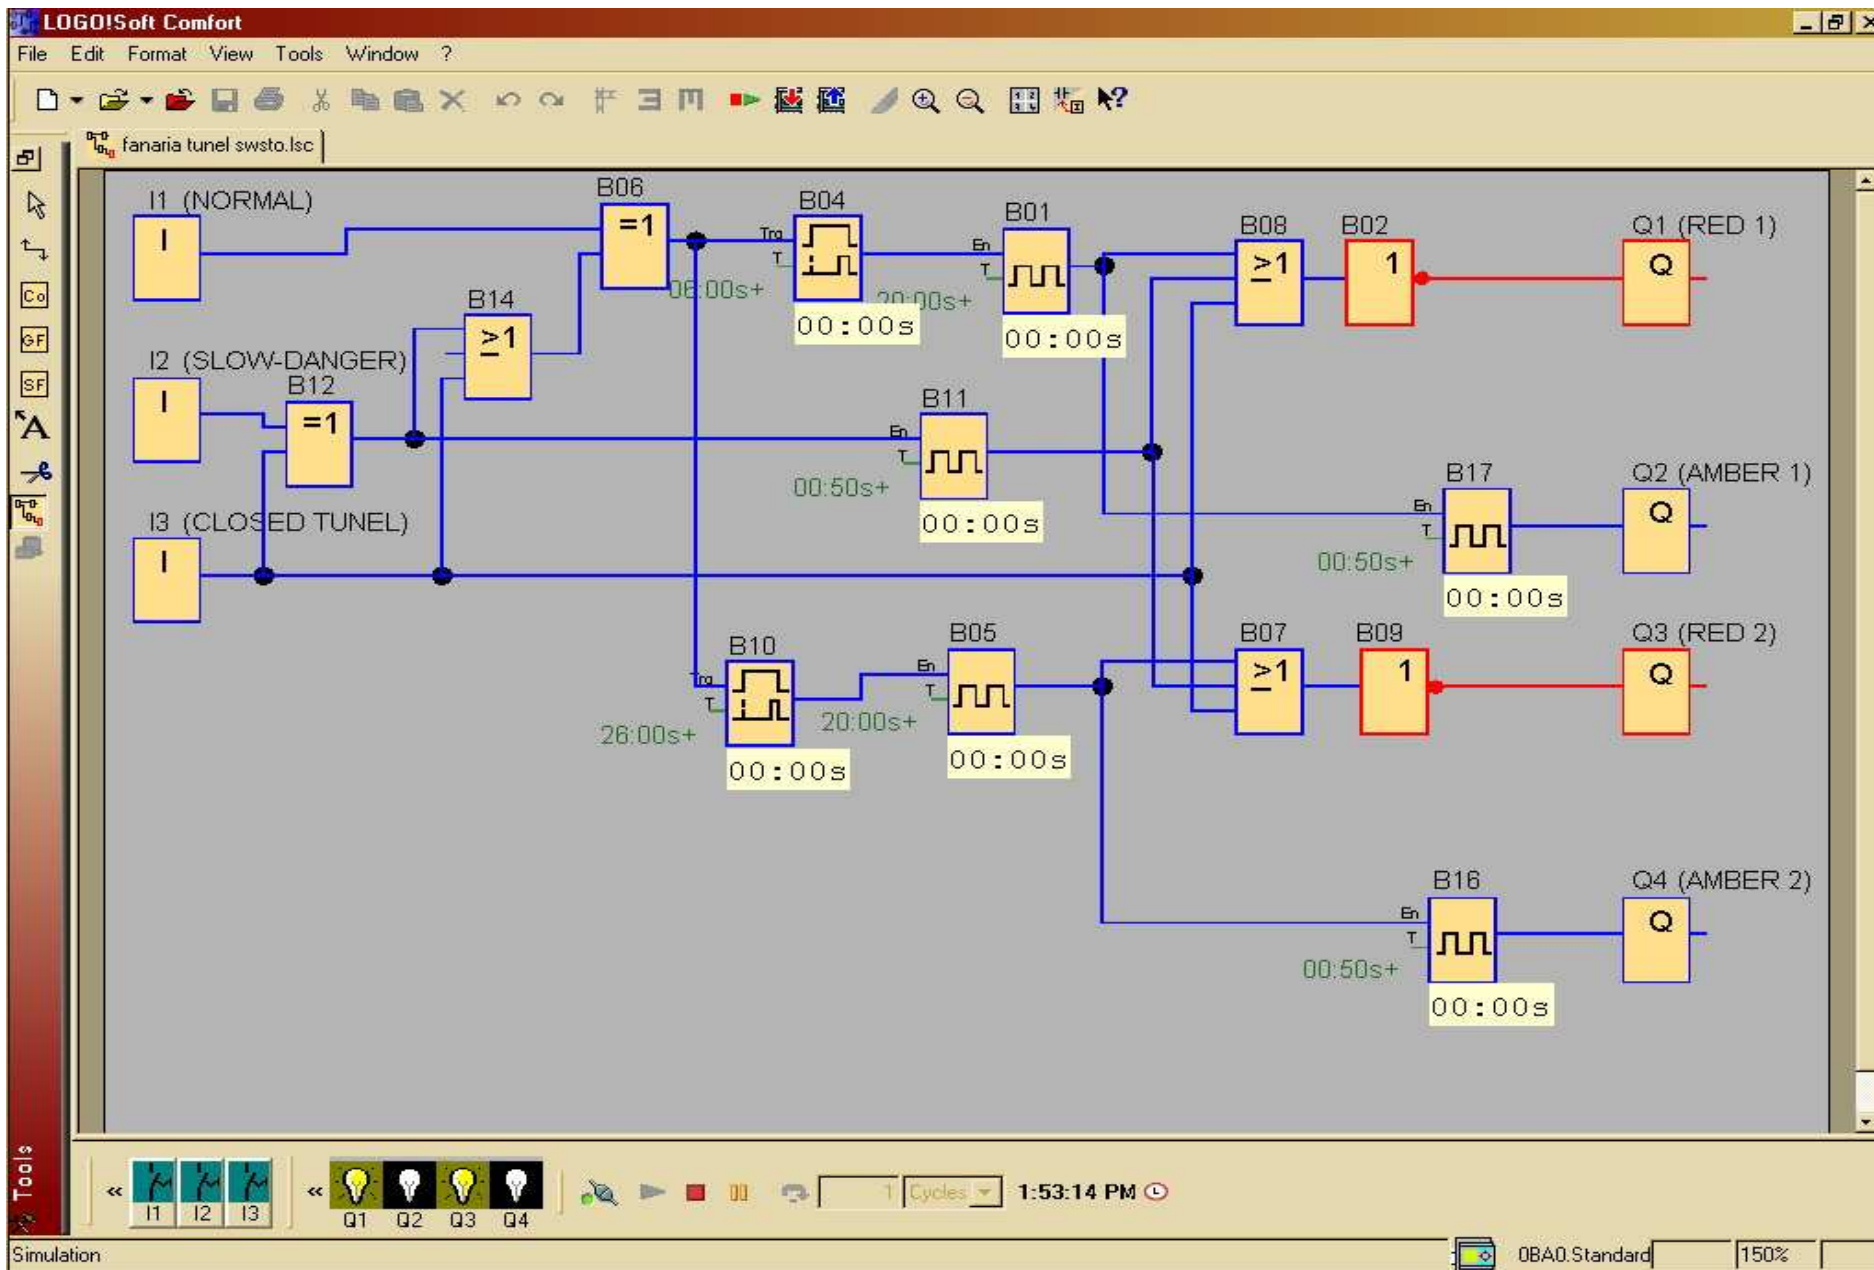 LOGO!Soft Comfort
File Edit Format View Tools Window ?
fanaria tunel swsto.lsc
I1 (NORMAL)
I
B06
=1
B04
Trg
T
06:00s+
00:00s
B01
En
T
20:00s+
00:00s
B08
≥1
B02
1
Q1 (RED 1)
Q
Co
GF
SF
A
B14
≥1
I2 (SLOW-DANGER)
I
B12
=1
B11
En
T
00:50s+
00:00s
B17
En
T
00:50s+
00:00s
Q2 (AMBER 1)
Q
I3 (CLOSED TUNEL)
I
B10
Trg
T
26:00s+
00:00s
B05
En
T
20:00s+
00:00s
B07
≥1
B09
1
Q3 (RED 2)
Q
B16
En
T
00:50s+
00:00s
Q4 (AMBER 2)
Q
Tools
« I1 I2 I3 « Q1 Q2 Q3 Q4 1 Cycles 1:53:14 PM
Simulation 0BA0.Standard 150%